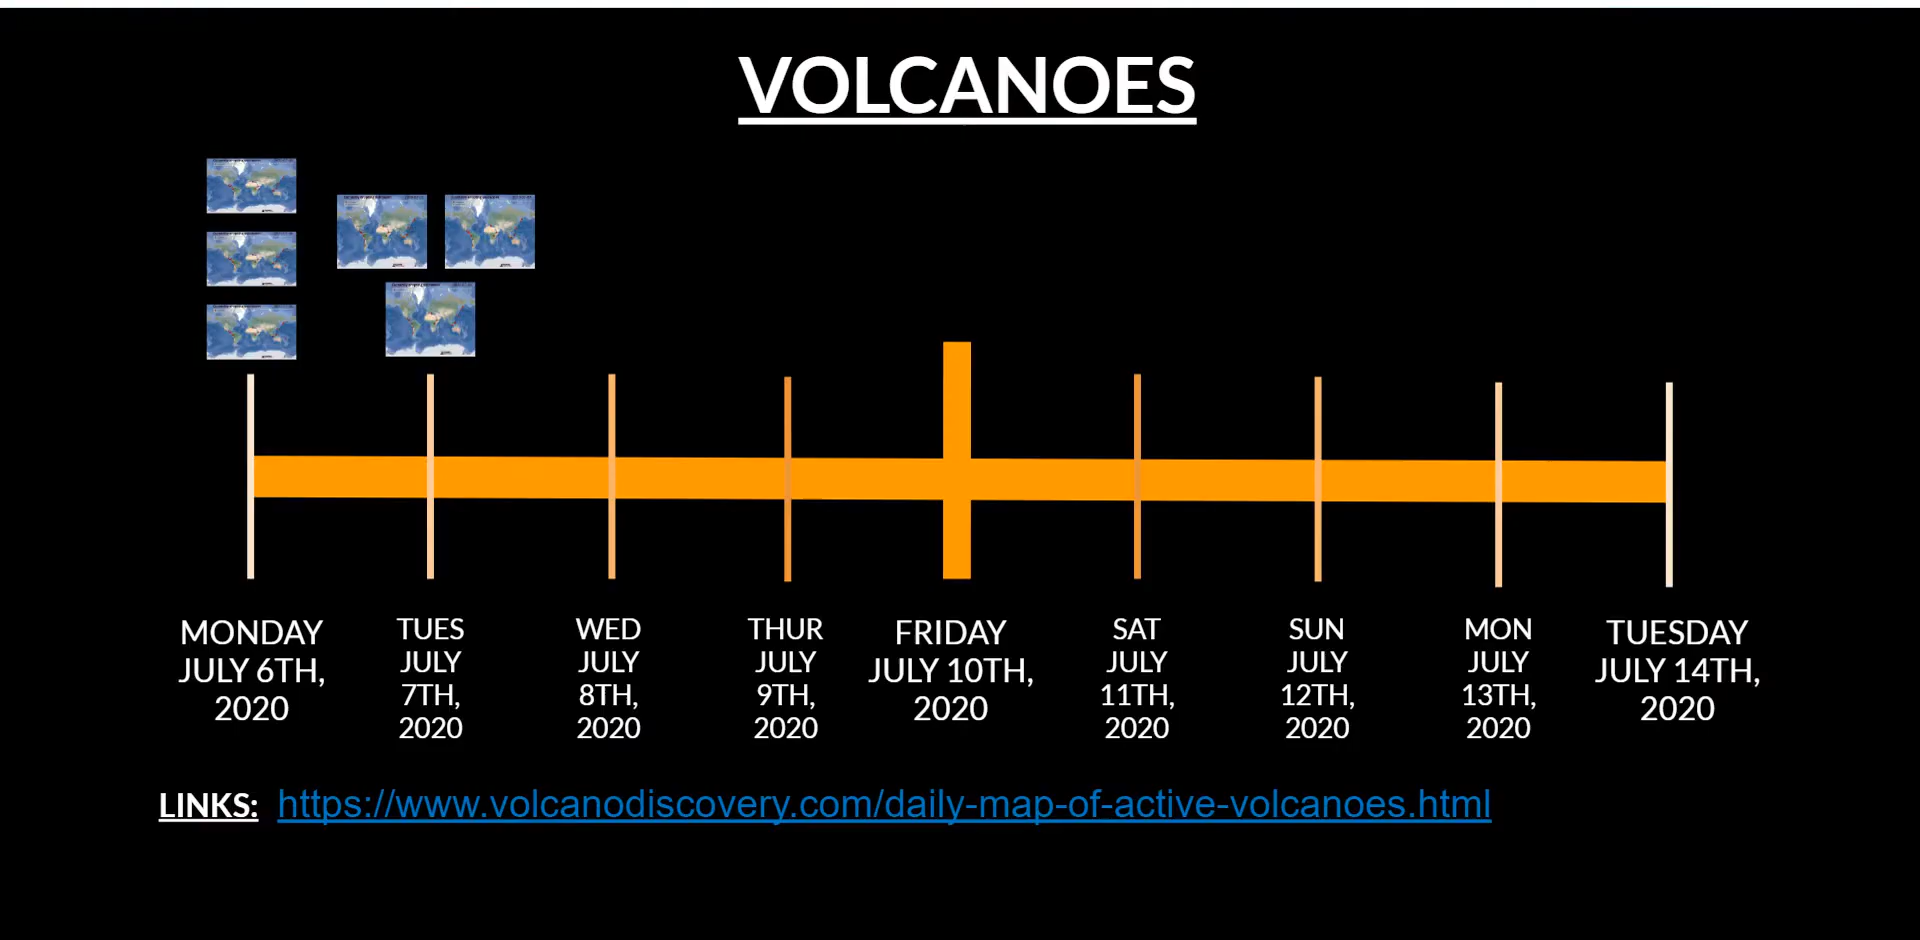 VOLCANOES
MONDAY
JULY 6TH,
2020
TUES
JULY
7TH,
2020
WED
JULY
8TH,
2020
THUR
JULY
9TH,
2020
FRIDAY
JULY 10TH,
2020
SAT
JULY
11TH,
2020
SUN
JULY
12TH,
2020
MON
JULY
13TH,
2020
TUESDAY
JULY 14TH,
2020
LINKS: https://www.volcanodiscovery.com/daily-map-of-active-volcanoes.html